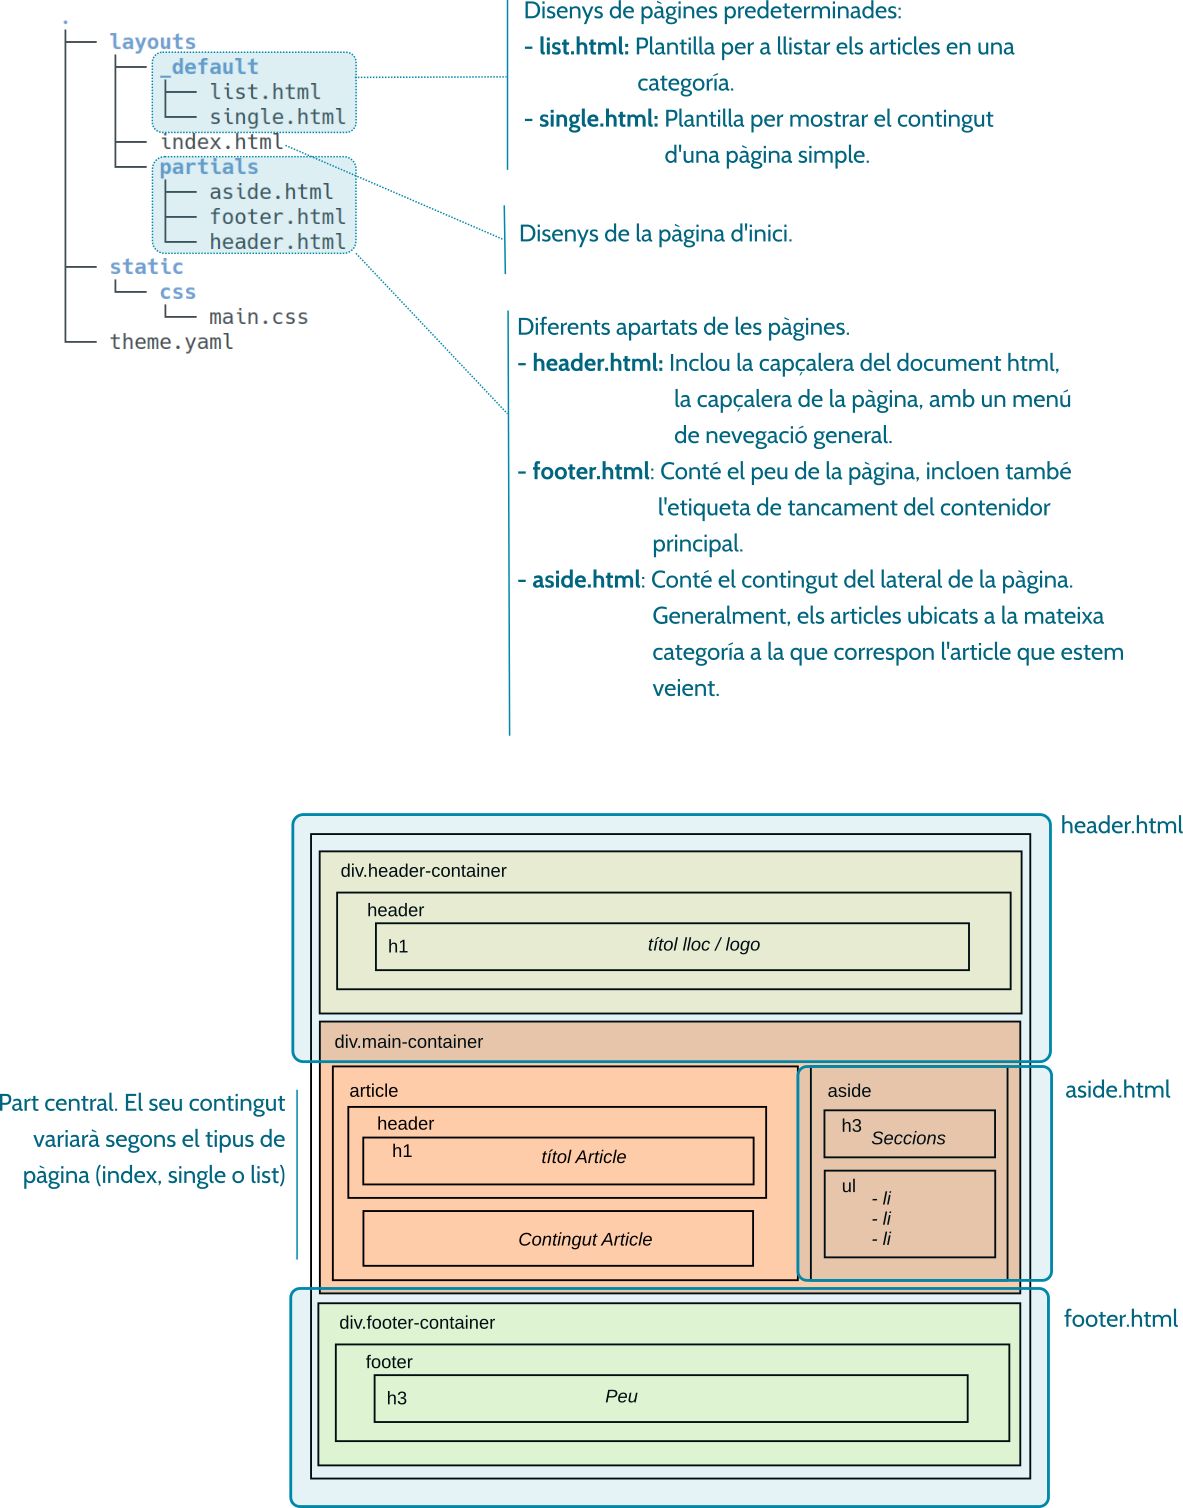 .
layouts
_default
list.html
single.html
index.html
partials
aside.html
footer.html
header.html
static
css
main.css
theme.yaml
Disenys de pàgines predeterminades:
- list.html: Plantilla per a llistar els articles en una
categoría.
- single.html: Plantilla per mostrar el contingut
d'una pàgina simple.
Disenys de la pàgina d'inici.
Diferents apartats de les pàgines.
- header.html: Inclou la capçalera del document html,
la capçalera de la pàgina, amb un menú
de nevegació general.
- footer.html: Conté el peu de la pàgina, incloen també
l'etiqueta de tancament del contenidor
principal.
- aside.html: Conté el contingut del lateral de la pàgina.
Generalment, els articles ubicats a la mateixa
categoría a la que correspon l'article que estem
veient.
header.html
div.header-container
header
h1 títol lloc / logo
div.main-container
Part central. El seu contingut
variarà segons el tipus de
pàgina (index, single o list)
article
header
h1 títol Article
Contingut Article
aside
h3 Seccions
ul
- li
- li
- li
aside.html
div.footer-container
footer
h3 Peu
footer.html